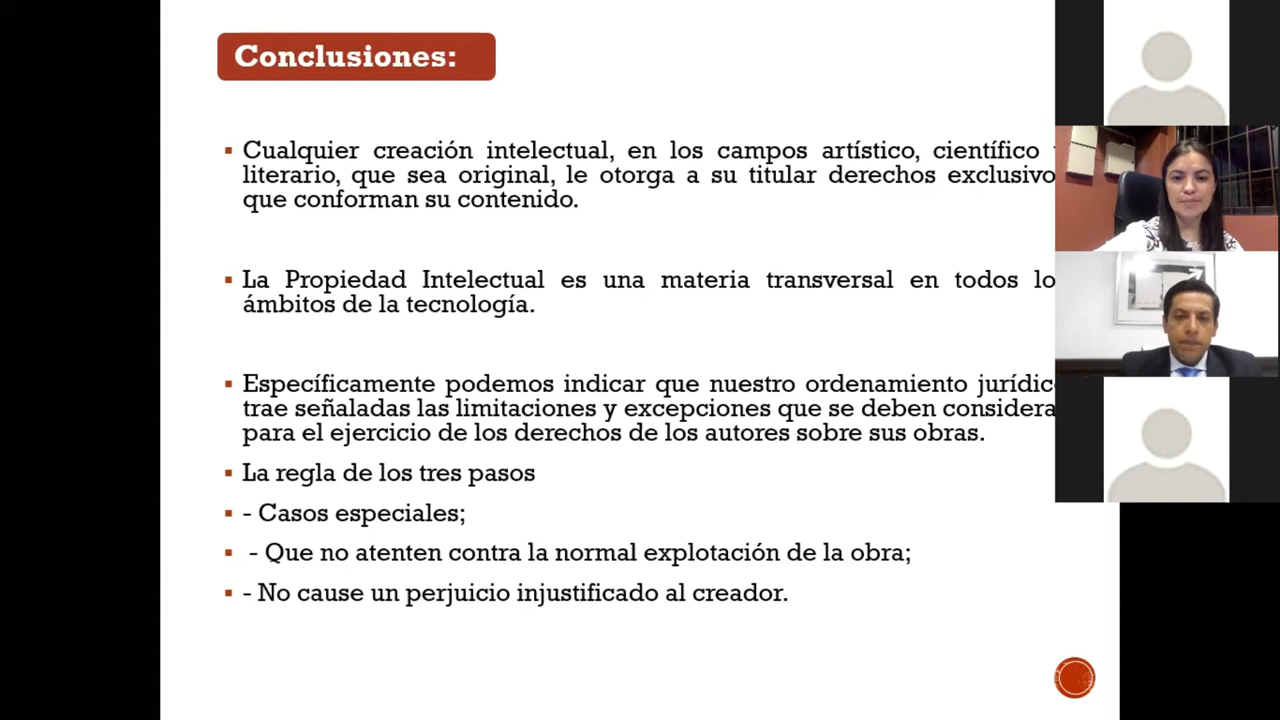 Conclusiones:
▪ Cualquier creación intelectual, en los campos artístico, científico
literario, que sea original, le otorga a su titular derechos exclusivo
que conforman su contenido.
▪ La Propiedad Intelectual es una materia transversal en todos lo
ámbitos de la tecnología.
▪ Específicamente podemos indicar que nuestro ordenamiento jurídic
trae señaladas las limitaciones y excepciones que se deben considera
para el ejercicio de los derechos de los autores sobre sus obras.
▪ La regla de los tres pasos
▪ - Casos especiales;
▪ - Que no atenten contra la normal explotación de la obra;
▪ - No cause un perjuicio injustificado al creador.